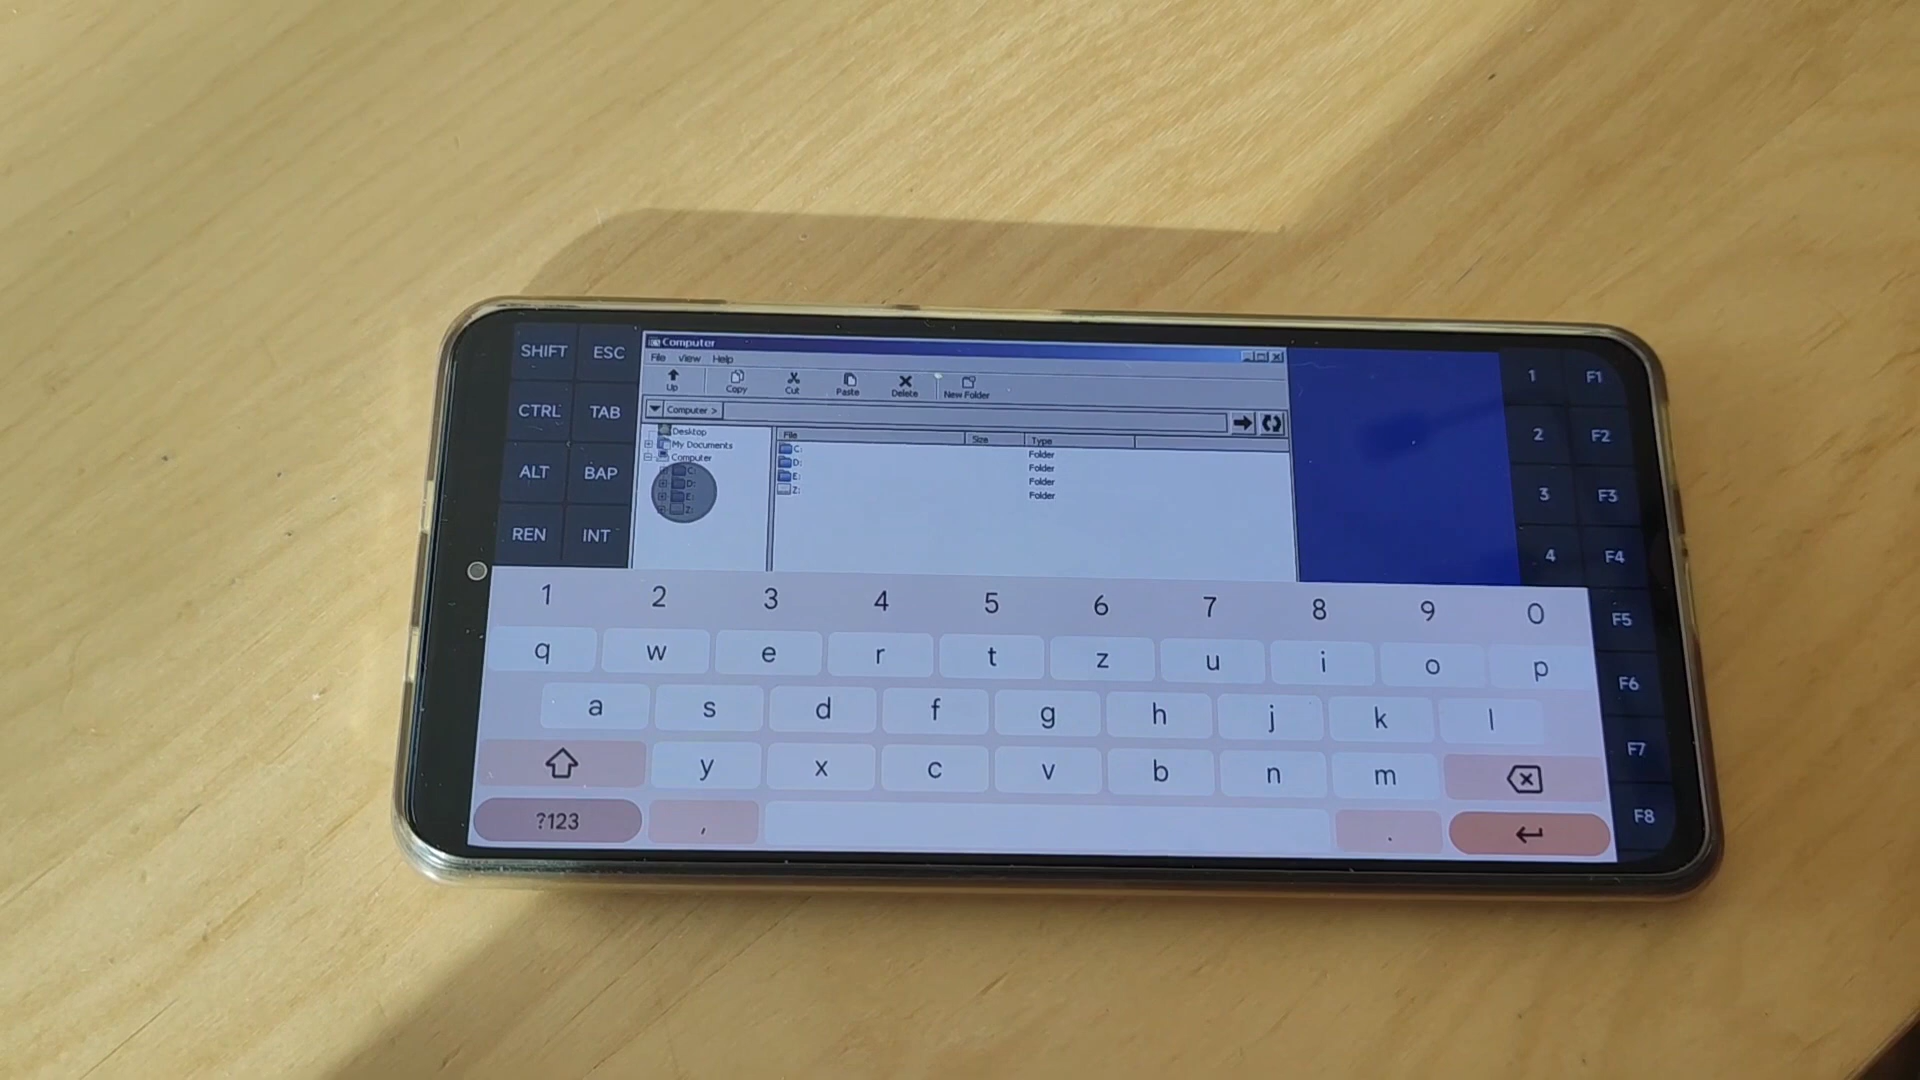 SHIFT ESC
CTRL TAB
ALT BAP
REN INT
Computer
File View Help
Up Copy Cut Paste Delete New Folder
Computer >
Desktop
My Documents
Computer
C:
D:
E:
Z:
File Size Type
C: Folder
D: Folder
E: Folder
Z: Folder
1 F1
2 F2
3 F3
4 F4
F5
F6
F7
F8
1 2 3 4 5 6 7 8 9 0
q w e r t z u i o p
a s d f g h j k l
y x c v b n m
?123 , .